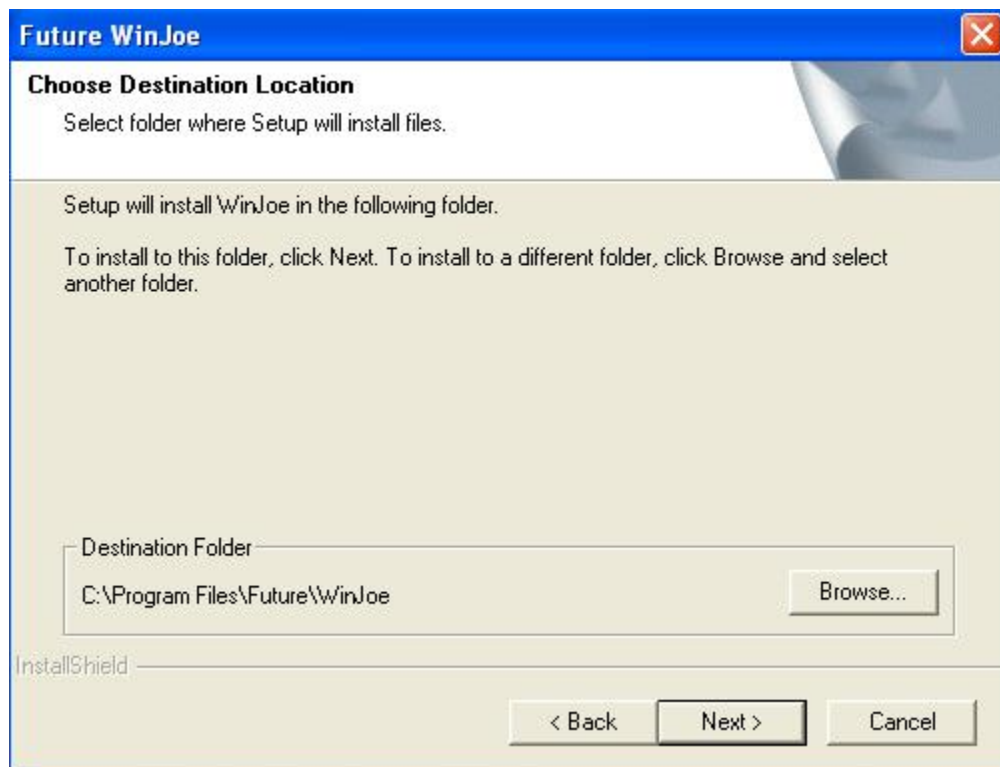 Future WinJoe
Choose Destination Location
Select folder where Setup will install files.
Setup will install WinJoe in the following folder.
To install to this folder, click Next. To install to a different folder, click Browse and select
another folder.
Destination Folder
C:\Program Files\Future\WinJoe
Browse...
InstallShield
< Back
Next >
Cancel